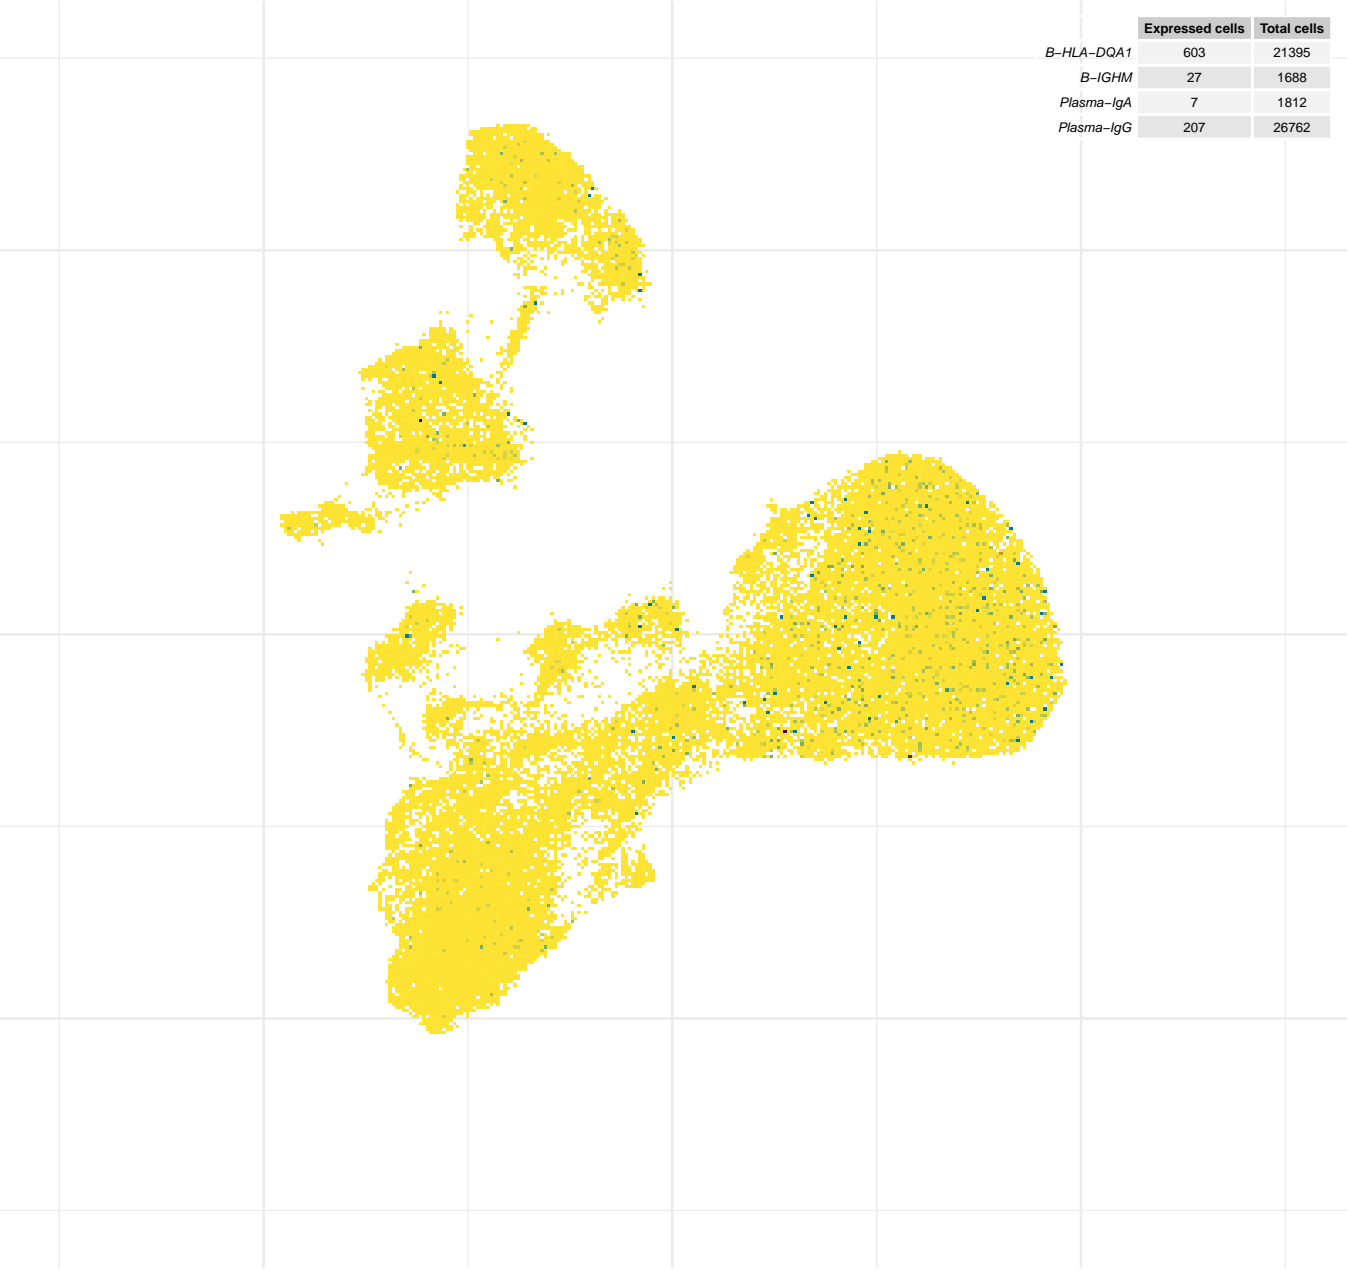 Expressed cells Total cells
B−HLA−DQA1 603 21395
B−IGHM 27 1688
Plasma−IgA 7 1812
Plasma−IgG 207 26762